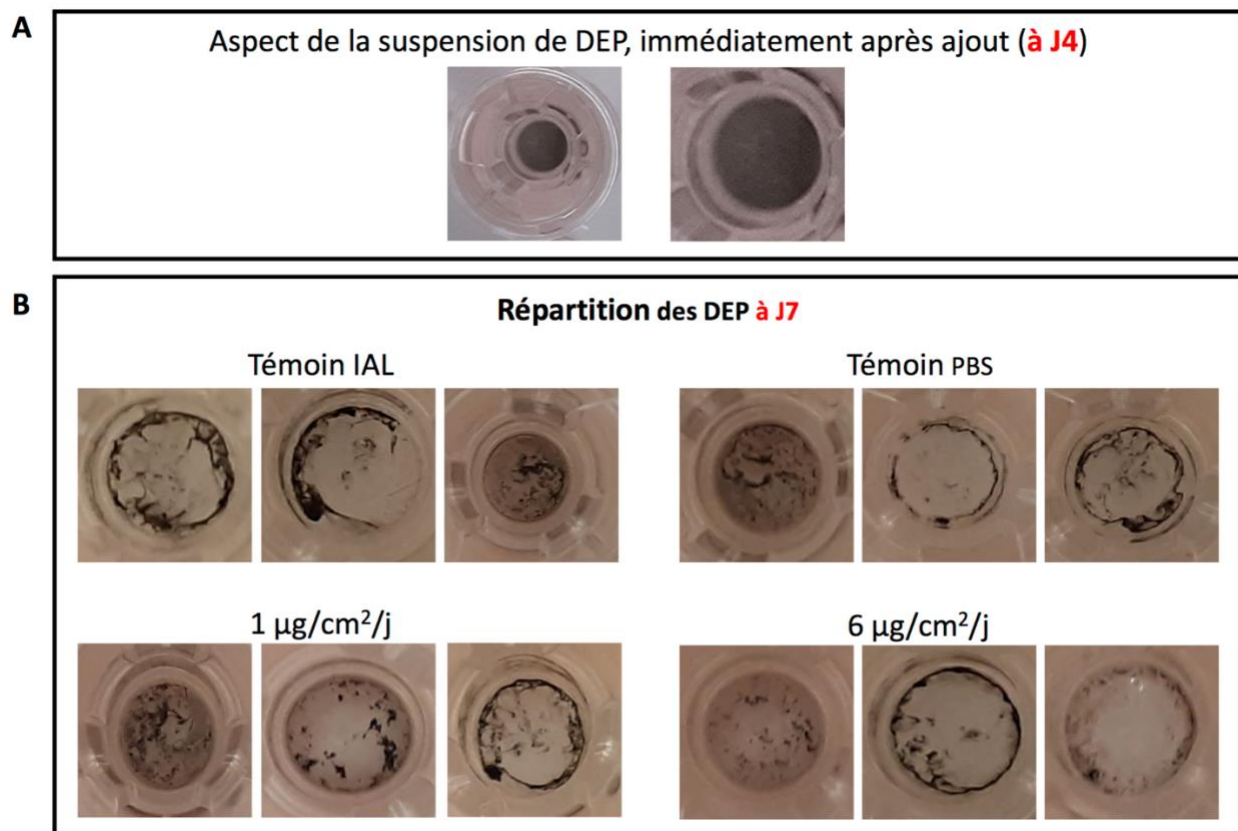 A
Aspect de la suspension de DEP, immédiatement après ajout (à J4)
B
Répartition des DEP à J7
Témoin IAL
Témoin PBS
1 µg/cm²/j
6 µg/cm²/j